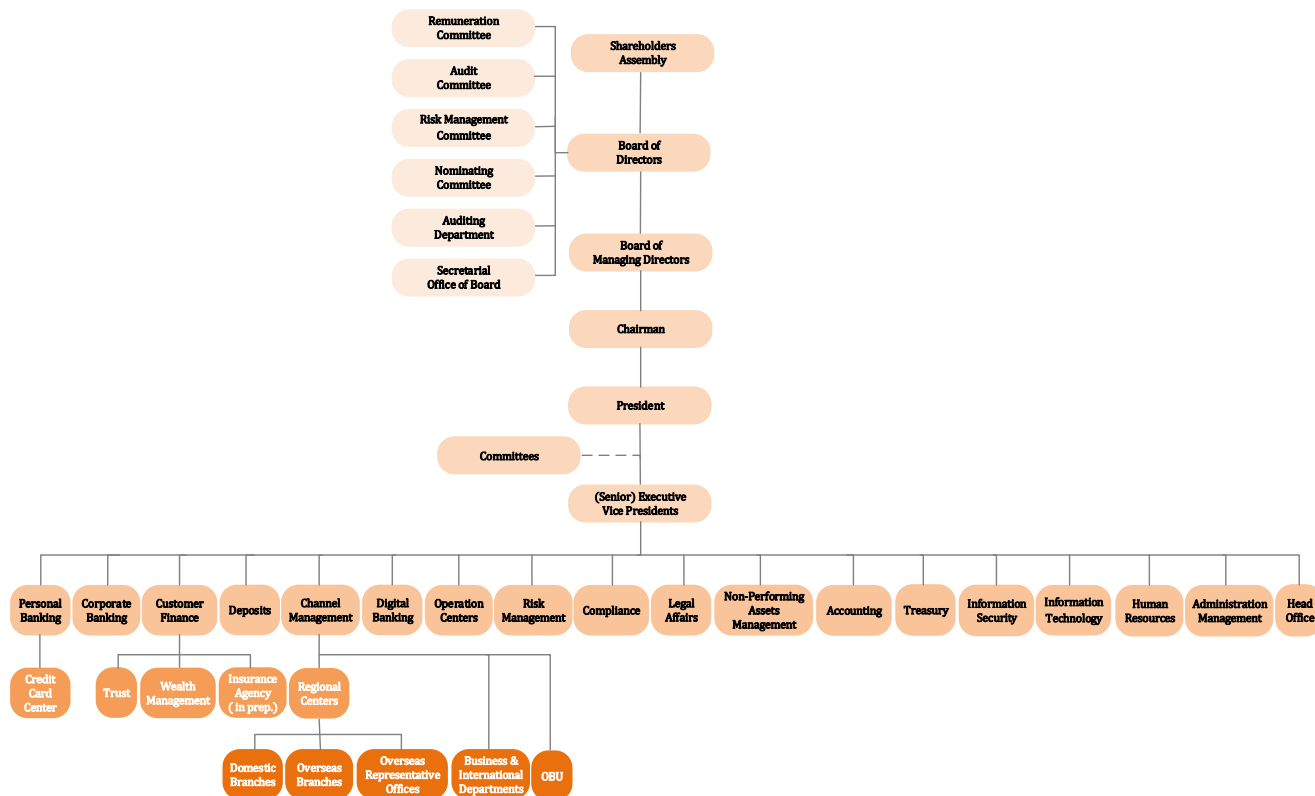 Remuneration
Committee
Shareholders
Assembly
Audit
Committee
Risk Management
Committee
Board of
Directors
Nominating
Committee
Auditing
Department
Board of
Managing Directors
Secretarial
Office of Board
Chairman
President
Committees
(Senior) Executive
Vice Presidents
Personal
Banking
Corporate
Banking
Customer
Finance
Deposits
Channel
Management
Digital
Banking
Operation
Centers
Risk
Management
Compliance
Legal
Affairs
Non-Performing
Assets
Management
Accounting
Treasury
Information
Security
Information
Technology
Human
Resources
Administration
Management
Head
Office
Credit
Card
Center
Trust
Wealth
Management
Insurance
Agency
( in prep.)
Regional
Centers
Domestic
Branches
Overseas
Branches
Overseas
Representative
Offices
Business &
International
Departments
OBU